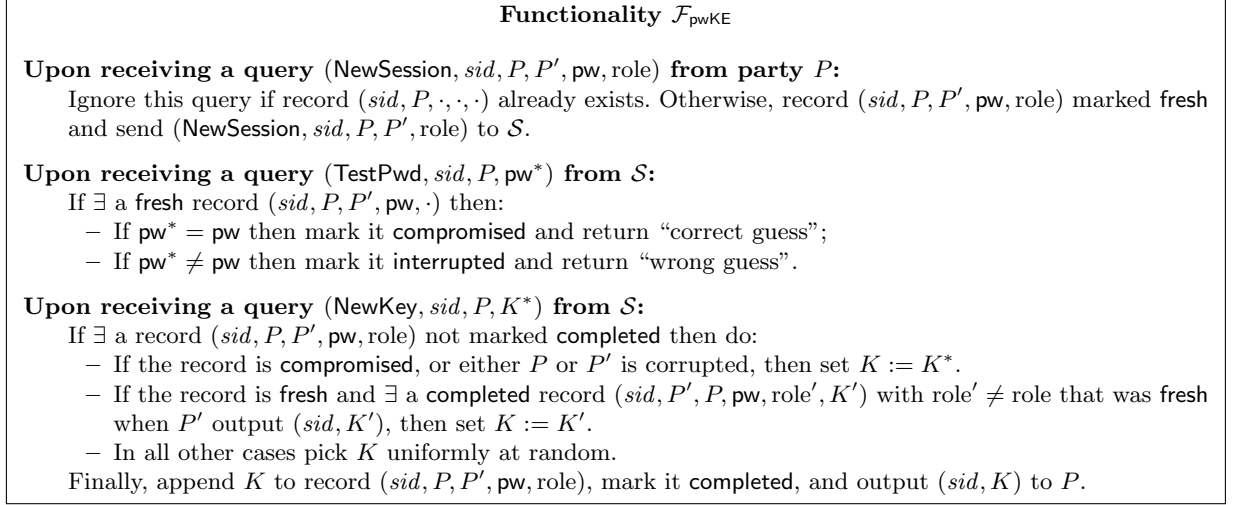 Functionality F_pwKE
Upon receiving a query (NewSession, sid, P, P′, pw, role) from party P:
Ignore this query if record (sid, P, ·, ·, ·) already exists. Otherwise, record (sid, P, P′, pw, role) marked fresh
and send (NewSession, sid, P, P′, role) to S.
Upon receiving a query (TestPwd, sid, P, pw*) from S:
If ∃ a fresh record (sid, P, P′, pw, ·) then:
– If pw* = pw then mark it compromised and return “correct guess”;
– If pw* ≠ pw then mark it interrupted and return “wrong guess”.
Upon receiving a query (NewKey, sid, P, K*) from S:
If ∃ a record (sid, P, P′, pw, role) not marked completed then do:
– If the record is compromised, or either P or P′ is corrupted, then set K := K*.
– If the record is fresh and ∃ a completed record (sid, P′, P, pw, role′, K′) with role′ ≠ role that was fresh
when P′ output (sid, K′), then set K := K′.
– In all other cases pick K uniformly at random.
Finally, append K to record (sid, P, P′, pw, role), mark it completed, and output (sid, K) to P.